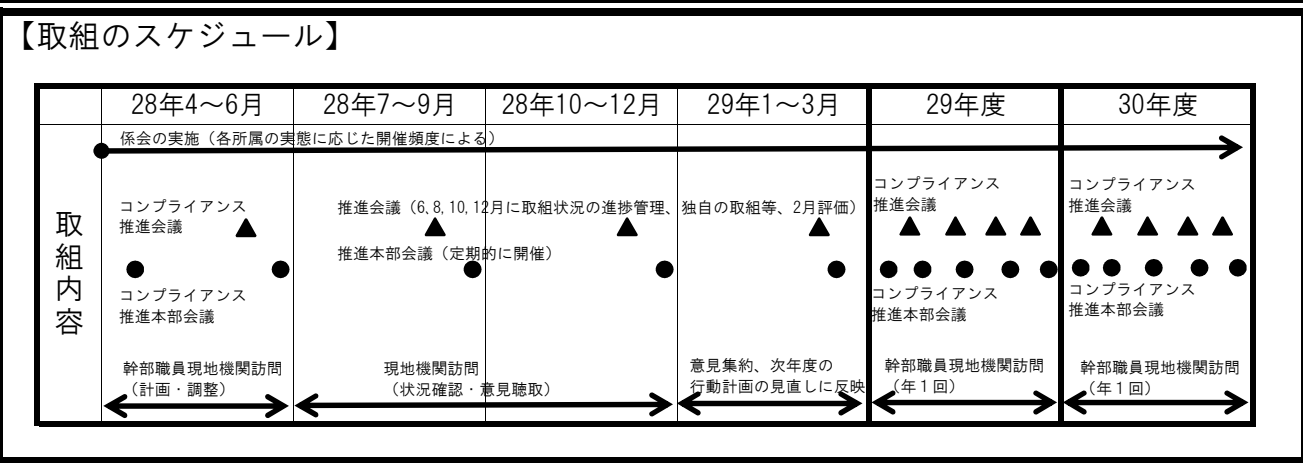 【取組のスケジュール】
28年4～6月
28年7～9月
28年10～12月
29年1～3月
29年度
30年度
取組内容
係会の実施（各所属の実態に応じた開催頻度による）
コンプライアンス
推進会議
推進会議（6、8、10、12月に取組状況の進捗管理、独自の取組等、2月評価）
コンプライアンス
推進会議
コンプライアンス
推進会議
推進本部会議（定期的に開催）
コンプライアンス
推進本部会議
コンプライアンス
推進本部会議
コンプライアンス
推進本部会議
幹部職員現地機関訪問
（計画・調整）
現地機関訪問
（状況確認・意見聴取）
意見集約、次年度の
行動計画の見直しに反映
幹部職員現地機関訪問
（年１回）
幹部職員現地機関訪問
（年１回）